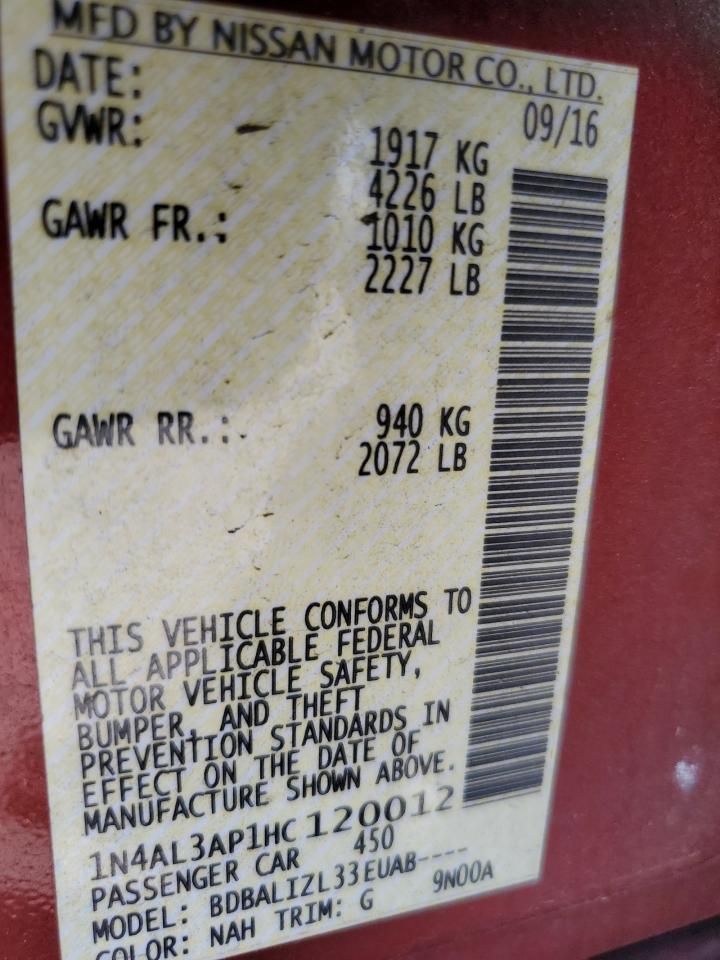 MFD BY NISSAN MOTOR CO., LTD.
DATE: 09/16
GVWR: 1917 KG
4226 LB
GAWR FR.: 1010 KG
2227 LB
GAWR RR.: 940 KG
2072 LB
THIS VEHICLE CONFORMS TO
ALL APPLICABLE FEDERAL
MOTOR VEHICLE SAFETY,
BUMPER, AND THEFT
PREVENTION STANDARDS IN
EFFECT ON THE DATE OF
MANUFACTURE SHOWN ABOVE.
1N4AL3AP1HC120012
PASSENGER CAR 450
MODEL: BDBALIZL33EUAB----
COLOR: NAH TRIM: G 9N00A